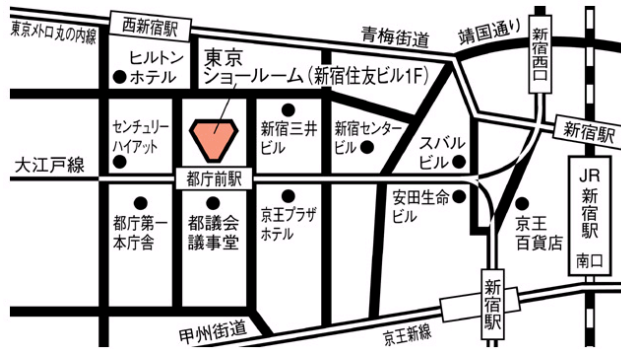 東京メトロ丸の内線
西新宿駅
青梅街道
靖国通り
新宿西口
ヒルトン
ホテル
東京
ショールーム（新宿住友ビル1F）
センチュリー
ハイアット
新宿三井
ビル
新宿センター
ビル
スバル
ビル
新宿駅
大江戸線
都庁前駅
JR
新宿駅
南口
都庁第一
本庁舎
都議会
議事堂
京王プラザ
ホテル
安田生命
ビル
京王
百貨店
新宿駅
甲州街道
京王新線